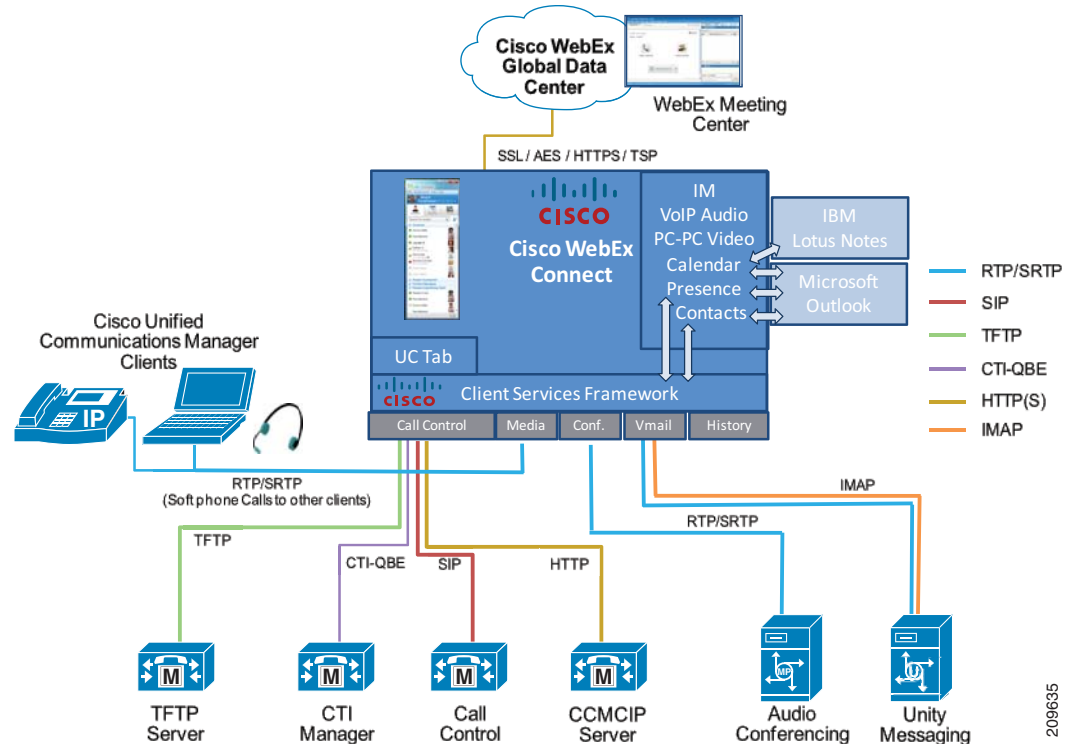 Cisco WebEx
Global Data
Center
WebEx Meeting
Center
SSL / AES / HTTPS / TSP
CISCO
Cisco WebEx
Connect
IM
VoIP Audio
PC-PC Video
Calendar
Presence
Contacts
IBM
Lotus Notes
Microsoft
Outlook
UC Tab
CISCO
Client Services Framework
Call Control
Media
Conf.
Vmail
History
RTP/SRTP
SIP
TFTP
CTI-QBE
HTTP(S)
IMAP
Cisco Unified
Communications Manager
Clients
IP
RTP/SRTP
(Soft phone Calls to other clients)
TFTP
CTI-QBE
SIP
HTTP
RTP/SRTP
IMAP
M
M
M
M
MP
TFTP
Server
CTI
Manager
Call
Control
CCMCIP
Server
Audio
Conferencing
Unity
Messaging
209635